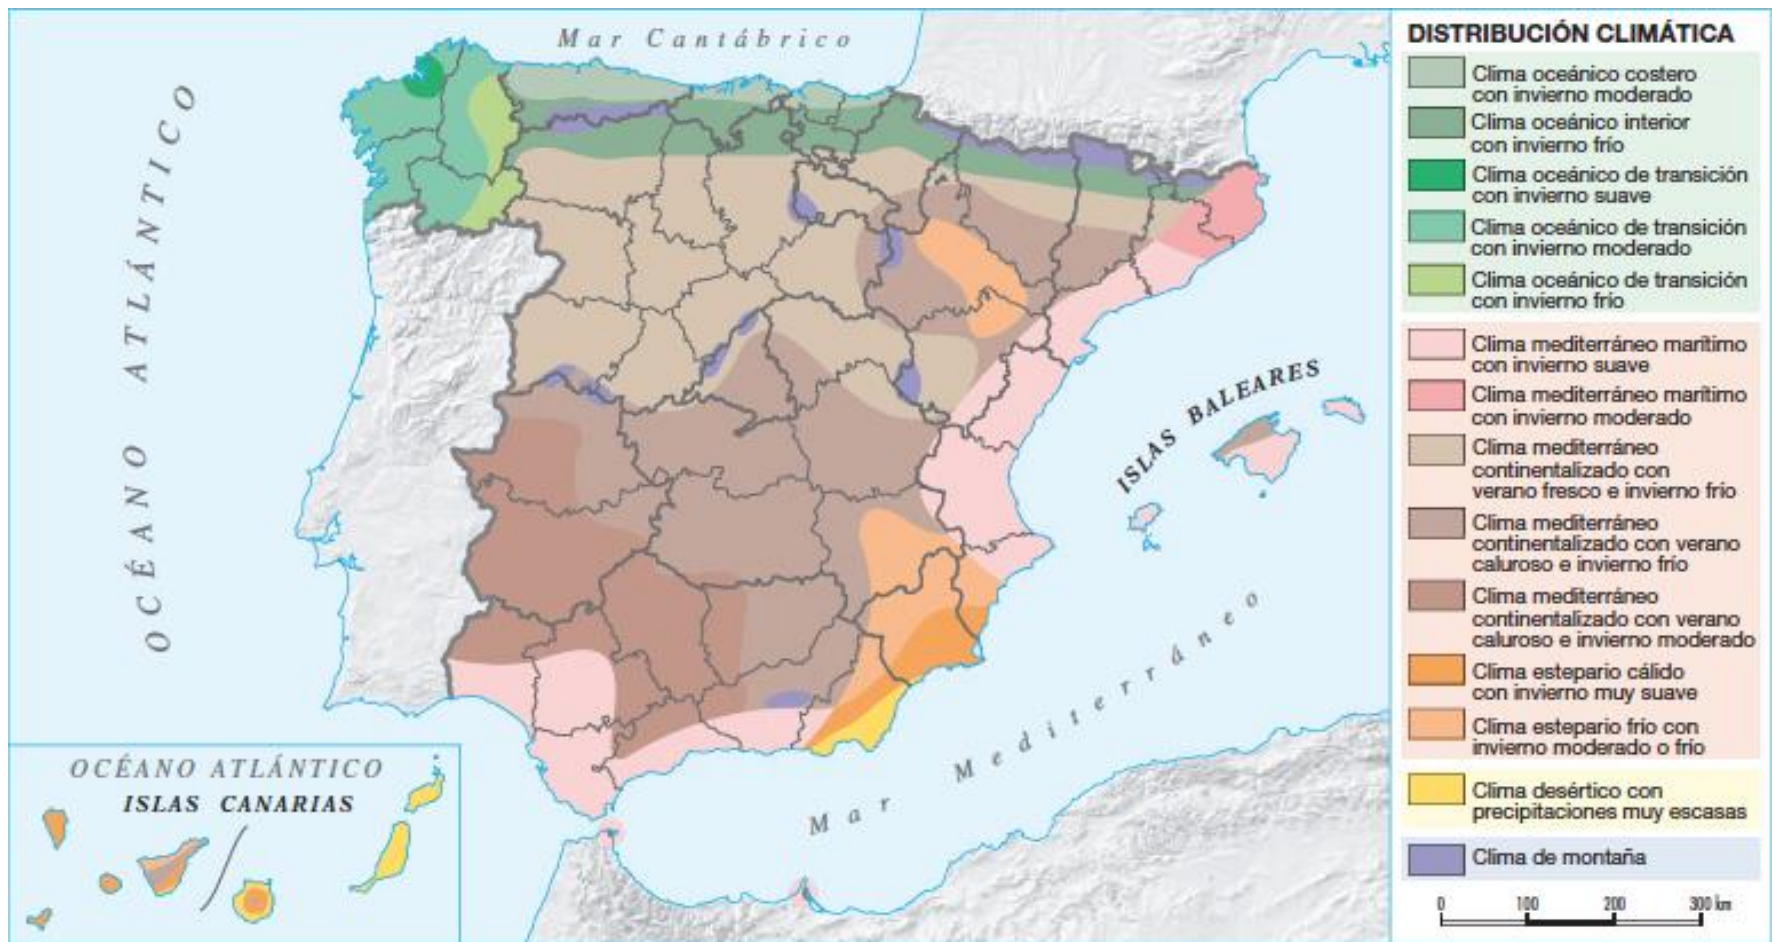 Mar Cantábrico
OCÉANO ATLÁNTICO
ISLAS BALEARES
Mar Mediterráneo
OCÉANO ATLÁNTICO
ISLAS CANARIAS
DISTRIBUCIÓN CLIMÁTICA
Clima oceánico costero
con invierno moderado
Clima oceánico interior
con invierno frío
Clima oceánico de transición
con invierno suave
Clima oceánico de transición
con invierno moderado
Clima oceánico de transición
con invierno frío
Clima mediterráneo marítimo
con invierno suave
Clima mediterráneo marítimo
con invierno moderado
Clima mediterráneo
continentalizado con
verano fresco e invierno frío
Clima mediterráneo
continentalizado con verano
caluroso e invierno frío
Clima mediterráneo
continentalizado con verano
caluroso e invierno moderado
Clima estepario cálido
con invierno muy suave
Clima estepario frío con
invierno moderado o frío
Clima desértico con
precipitaciones muy escasas
Clima de montaña
0 100 200 300 km